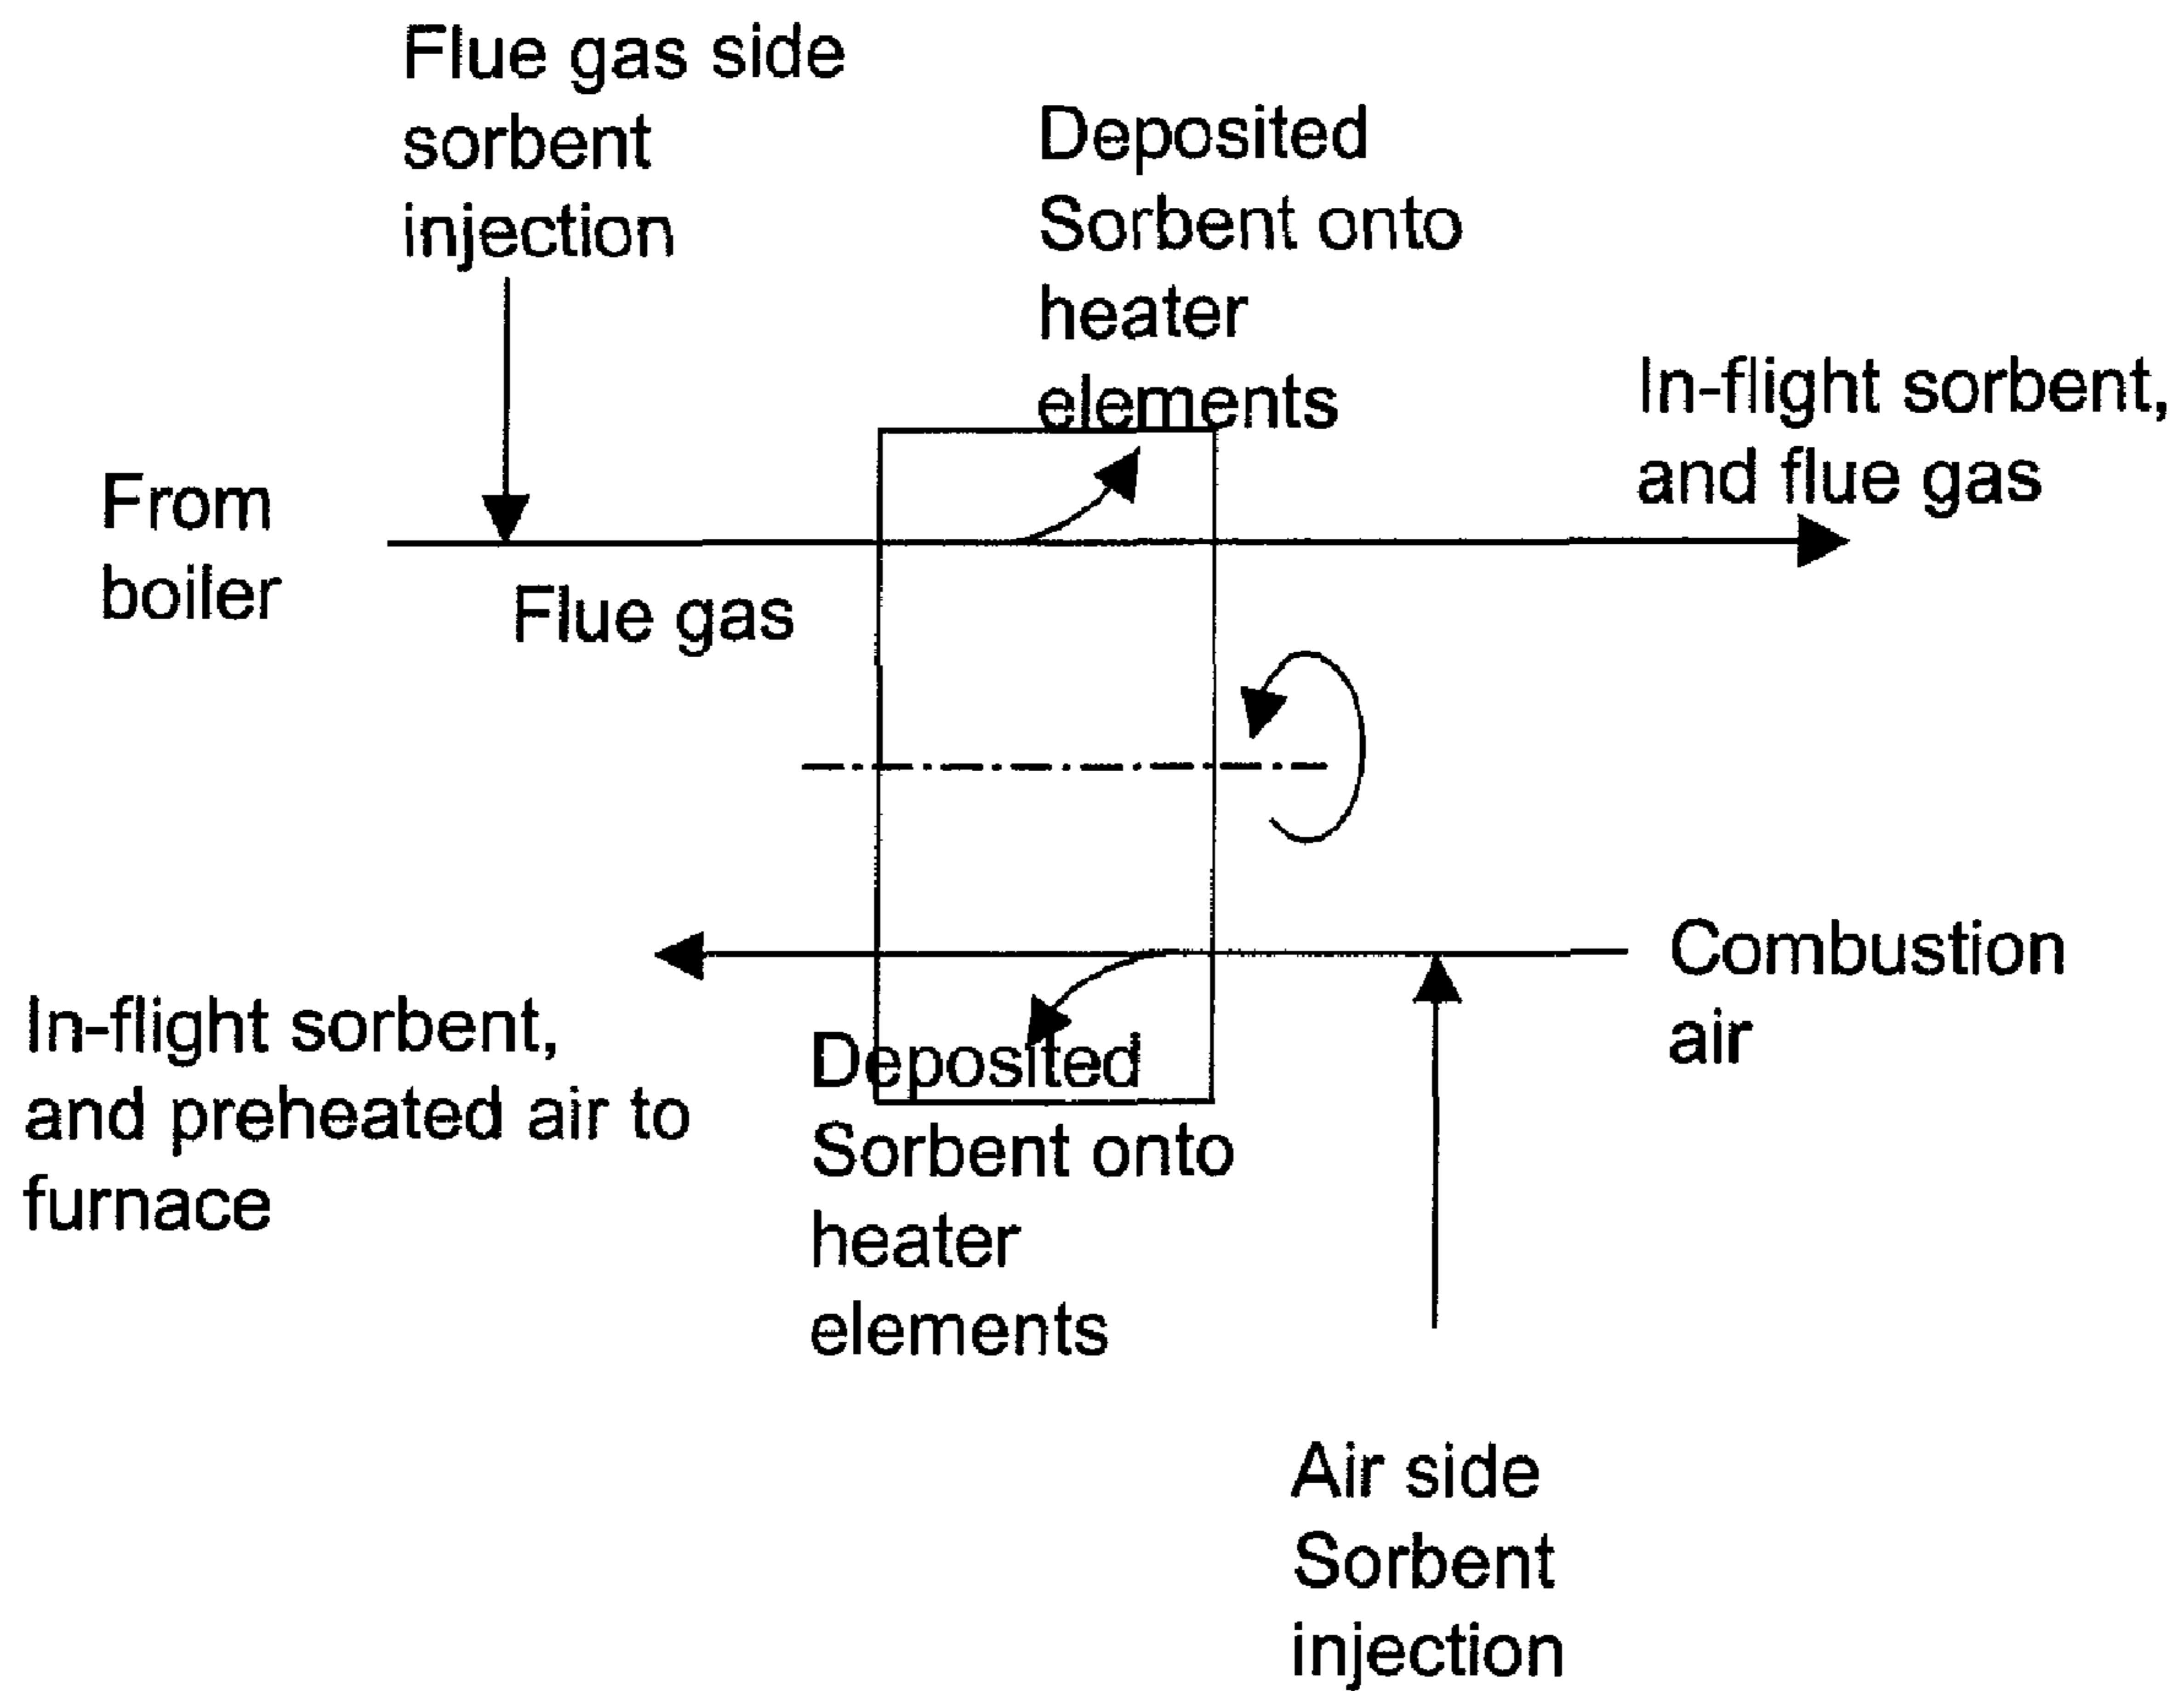 Flue gas side
sorbent
injection
Deposited
Sorbent onto
heater
elements
In-flight sorbent,
and flue gas
From
boiler
Flue gas
Combustion
air
In-flight sorbent,
and preheated air to
furnace
Deposited
Sorbent onto
heater
elements
Air side
Sorbent
injection